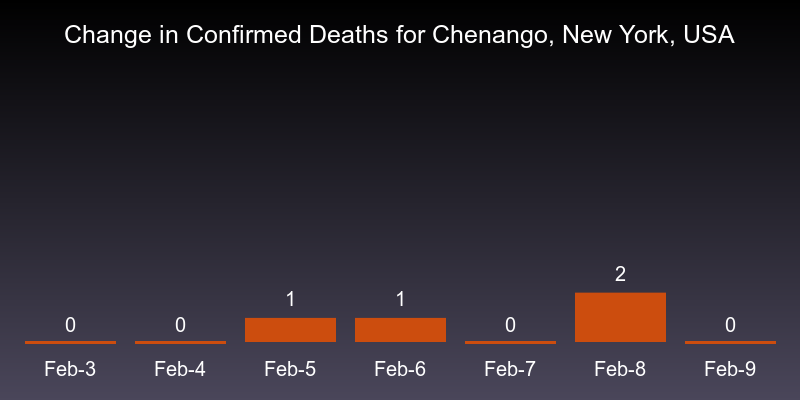 Change in Confirmed Deaths for Chenango, New York, USA
2
1 1
0 0 0 0
Feb-3 Feb-4 Feb-5 Feb-6 Feb-7 Feb-8 Feb-9